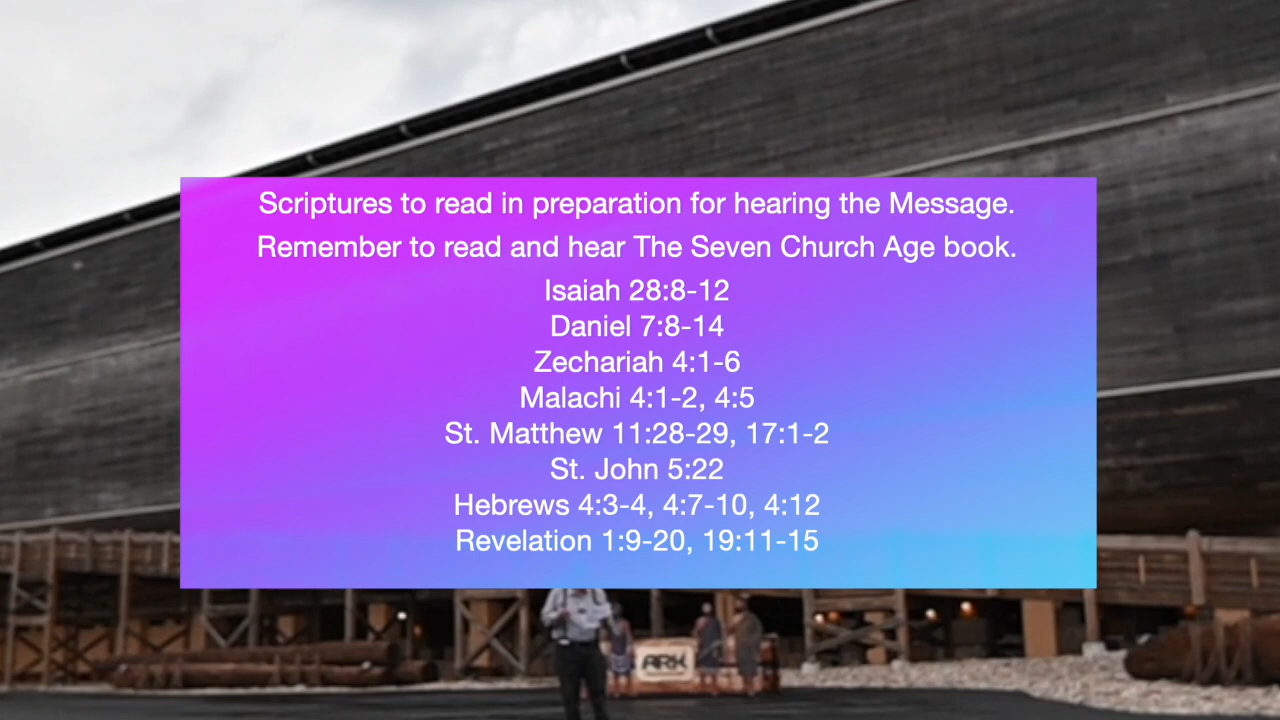 Scriptures to read in preparation for hearing the Message.
Remember to read and hear The Seven Church Age book.
Isaiah 28:8-12
Daniel 7:8-14
Zechariah 4:1-6
Malachi 4:1-2, 4:5
St. Matthew 11:28-29, 17:1-2
St. John 5:22
Hebrews 4:3-4, 4:7-10, 4:12
Revelation 1:9-20, 19:11-15
ARK